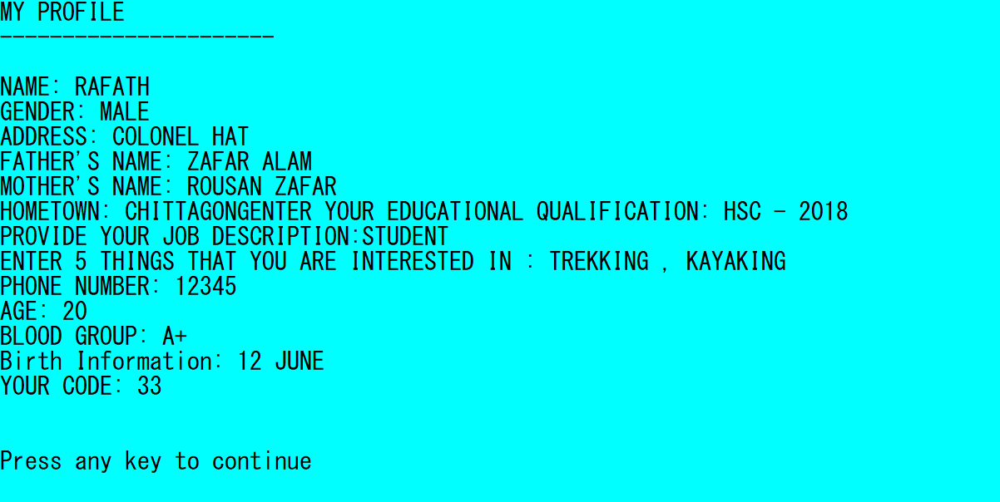 MY PROFILE
----------------------
NAME: RAFATH
GENDER: MALE
ADDRESS: COLONEL HAT
FATHER'S NAME: ZAFAR ALAM
MOTHER'S NAME: ROUSAN ZAFAR
HOMETOWN: CHITTAGONGENTER YOUR EDUCATIONAL QUALIFICATION: HSC - 2018
PROVIDE YOUR JOB DESCRIPTION:STUDENT
ENTER 5 THINGS THAT YOU ARE INTERESTED IN : TREKKING , KAYAKING
PHONE NUMBER: 12345
AGE: 20
BLOOD GROUP: A+
Birth Information: 12 JUNE
YOUR CODE: 33
Press any key to continue